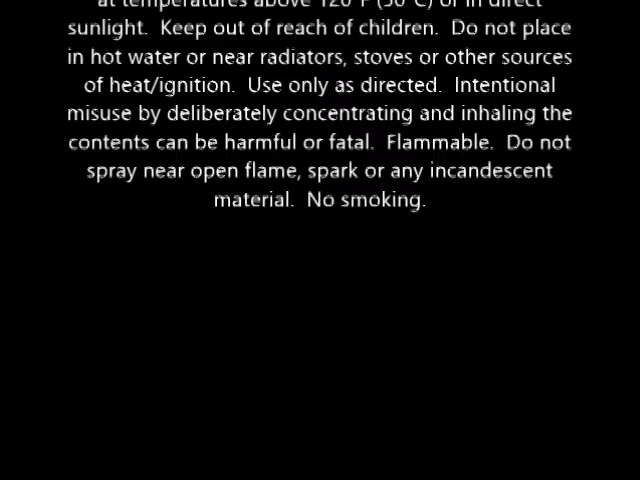 at temperatures above 120°F (50°C) or in direct
sunlight.  Keep out of reach of children.  Do not place
in hot water or near radiators, stoves or other sources
of heat/ignition.  Use only as directed.  Intentional
misuse by deliberately concentrating and inhaling the
contents can be harmful or fatal.  Flammable.  Do not
spray near open flame, spark or any incandescent
material.  No smoking.